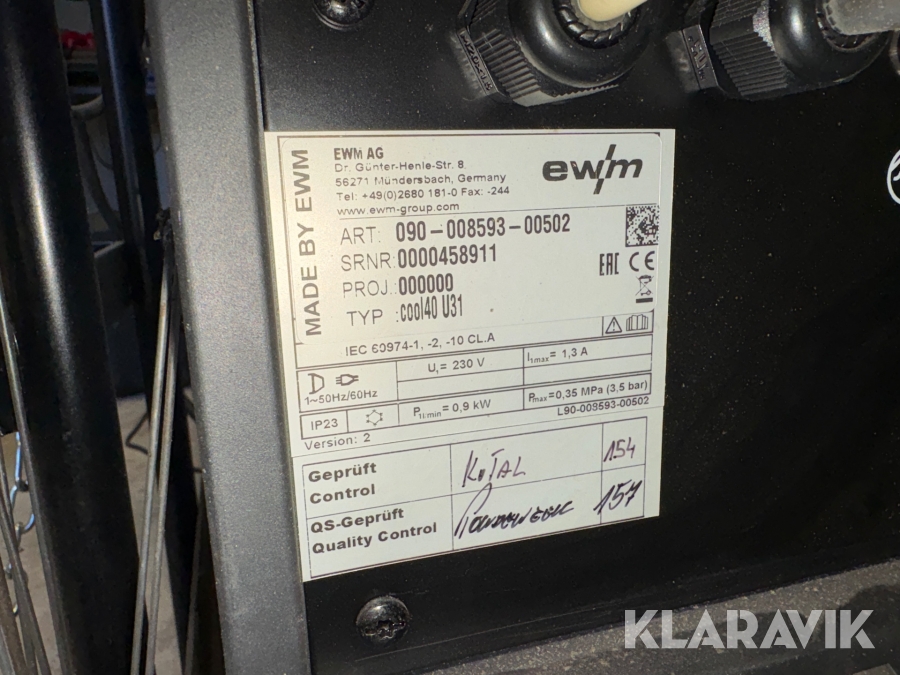 MADE BY EWM
EWM AG
Dr. Günter-Henle-Str. 8
56271 Mündersbach, Germany
Tel: +49(0)2680 181-0 Fax: -244
www.ewm-group.com
ewm
ART: 090-008593-00502
SRNR: 0000458911
PROJ.: 000000
TYP : cool40 U31
EAC CE
IEC 60974-1, -2, -10 CL.A
1~50Hz/60Hz
U₁= 230 V
I1max= 1,3 A
IP23
P1l/min= 0,9 kW
Pmax=0,35 MPa (3,5 bar)
Version: 2
L90-008593-00502
Geprüft
Control
KOTAL
154
QS-Geprüft
Quality Control
157
KLARAVIK